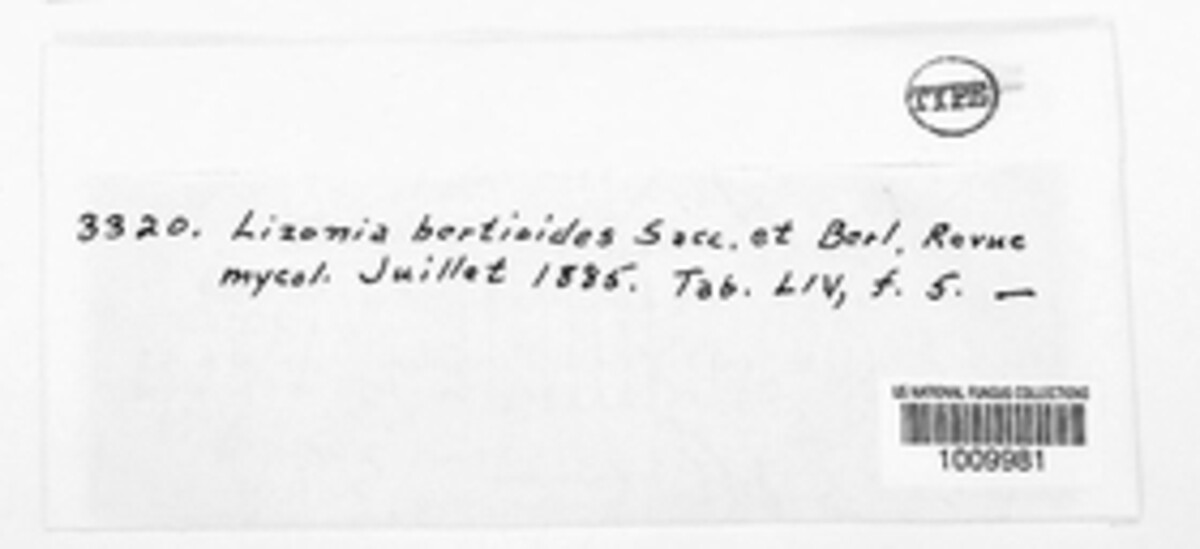 TYPE
3320. Lizonia bertioides Sacc. et Berl. Revue
mycol. Juillet 1885. Tab. LIV, f. 5. —
US NATIONAL FUNGUS COLLECTIONS
1009981